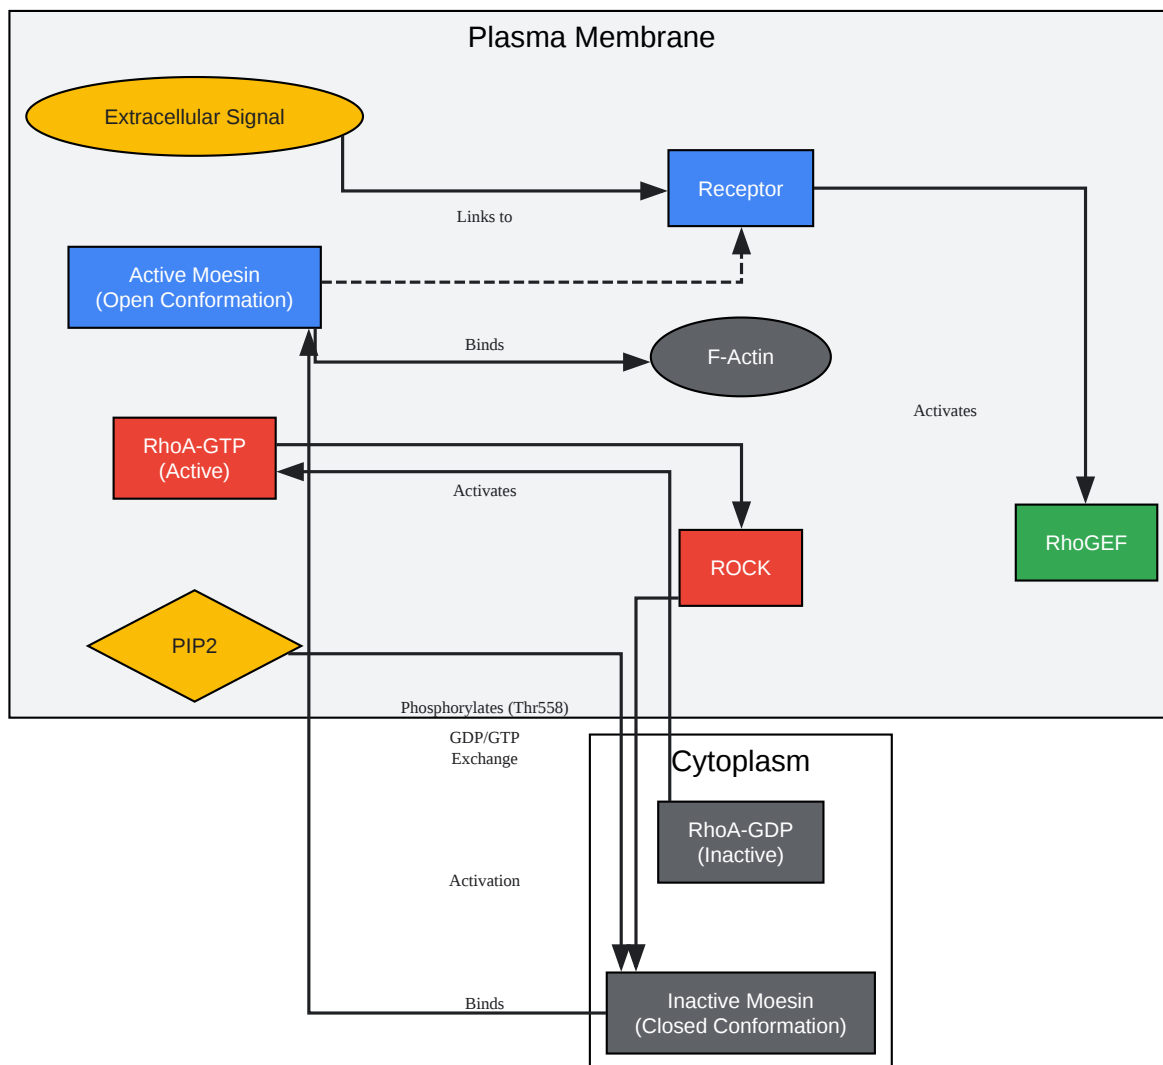 Plasma Membrane
Extracellular Signal
Receptor
Links to
Active Moesin
(Open Conformation)
Binds
F-Actin
Activates
RhoA-GTP
(Active)
Activates
RhoGEF
ROCK
PIP2
Phosphorylates (Thr558)
GDP/GTP
Exchange
Cytoplasm
RhoA-GDP
(Inactive)
Activation
Binds
Inactive Moesin
(Closed Conformation)